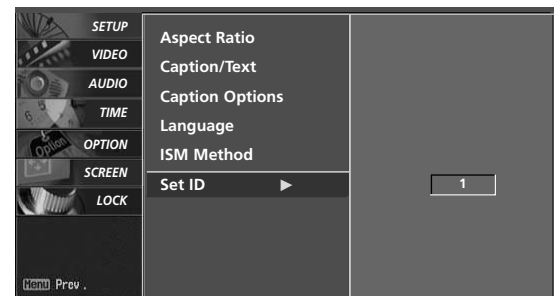 SETUP
VIDEO
AUDIO
TIME
OPTION
SCREEN
LOCK
Option
Menu Prev .
Aspect Ratio
Caption/Text
Caption Options
Language
ISM Method
Set ID ▶
1